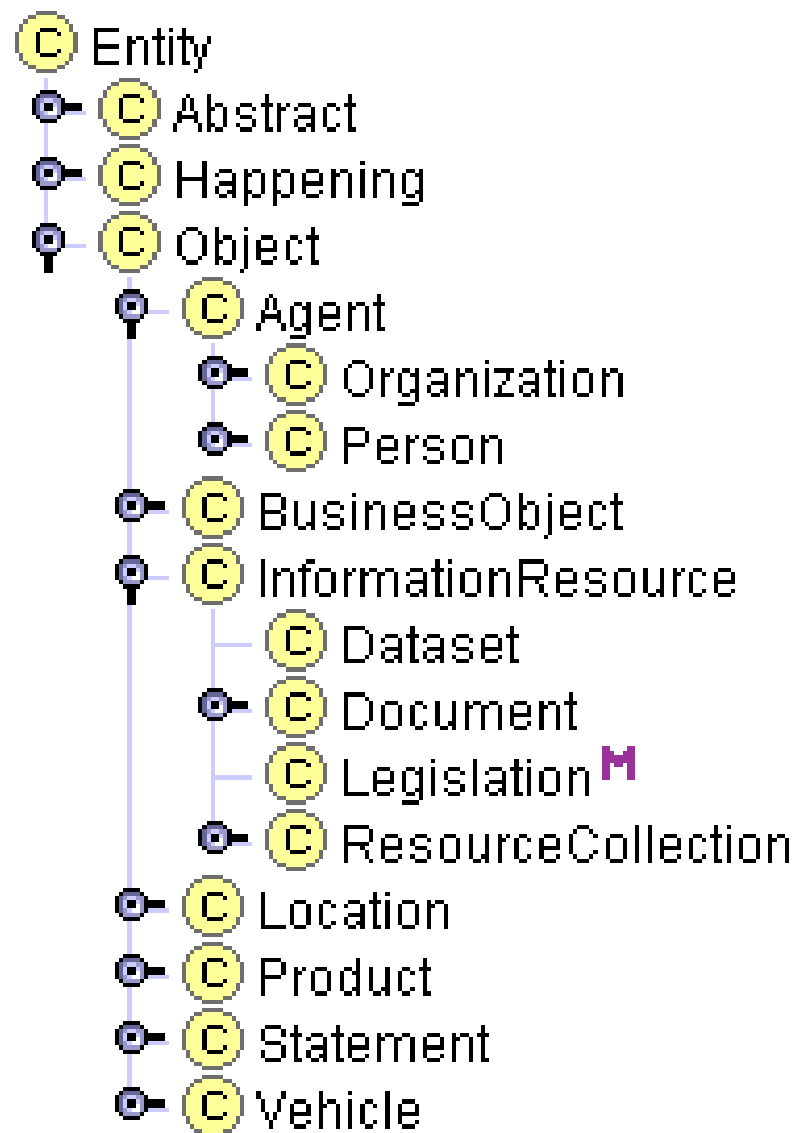 C Entity
C Abstract
C Happening
C Object
C Agent
C Organization
C Person
C BusinessObject
C InformationResource
C Dataset
C Document
C Legislation M
C ResourceCollection
C Location
C Product
C Statement
C Vehicle